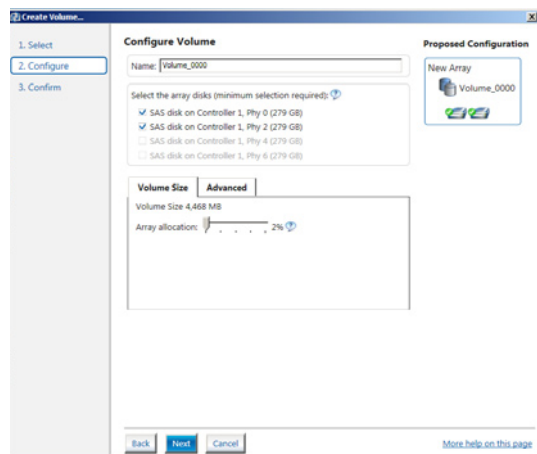 Create Volume...
X
1. Select
2. Configure
3. Confirm
Configure Volume
Name: Volume_0000
Select the array disks (minimum selection required): ?
SAS disk on Controller 1, Phy 0 (279 GB)
SAS disk on Controller 1, Phy 2 (279 GB)
SAS disk on Controller 1, Phy 4 (279 GB)
SAS disk on Controller 1, Phy 6 (279 GB)
Volume Size Advanced
Volume Size 4,468 MB
Array allocation: 2% ?
Proposed Configuration
New Array
Volume_0000
Back Next Cancel
More help on this page